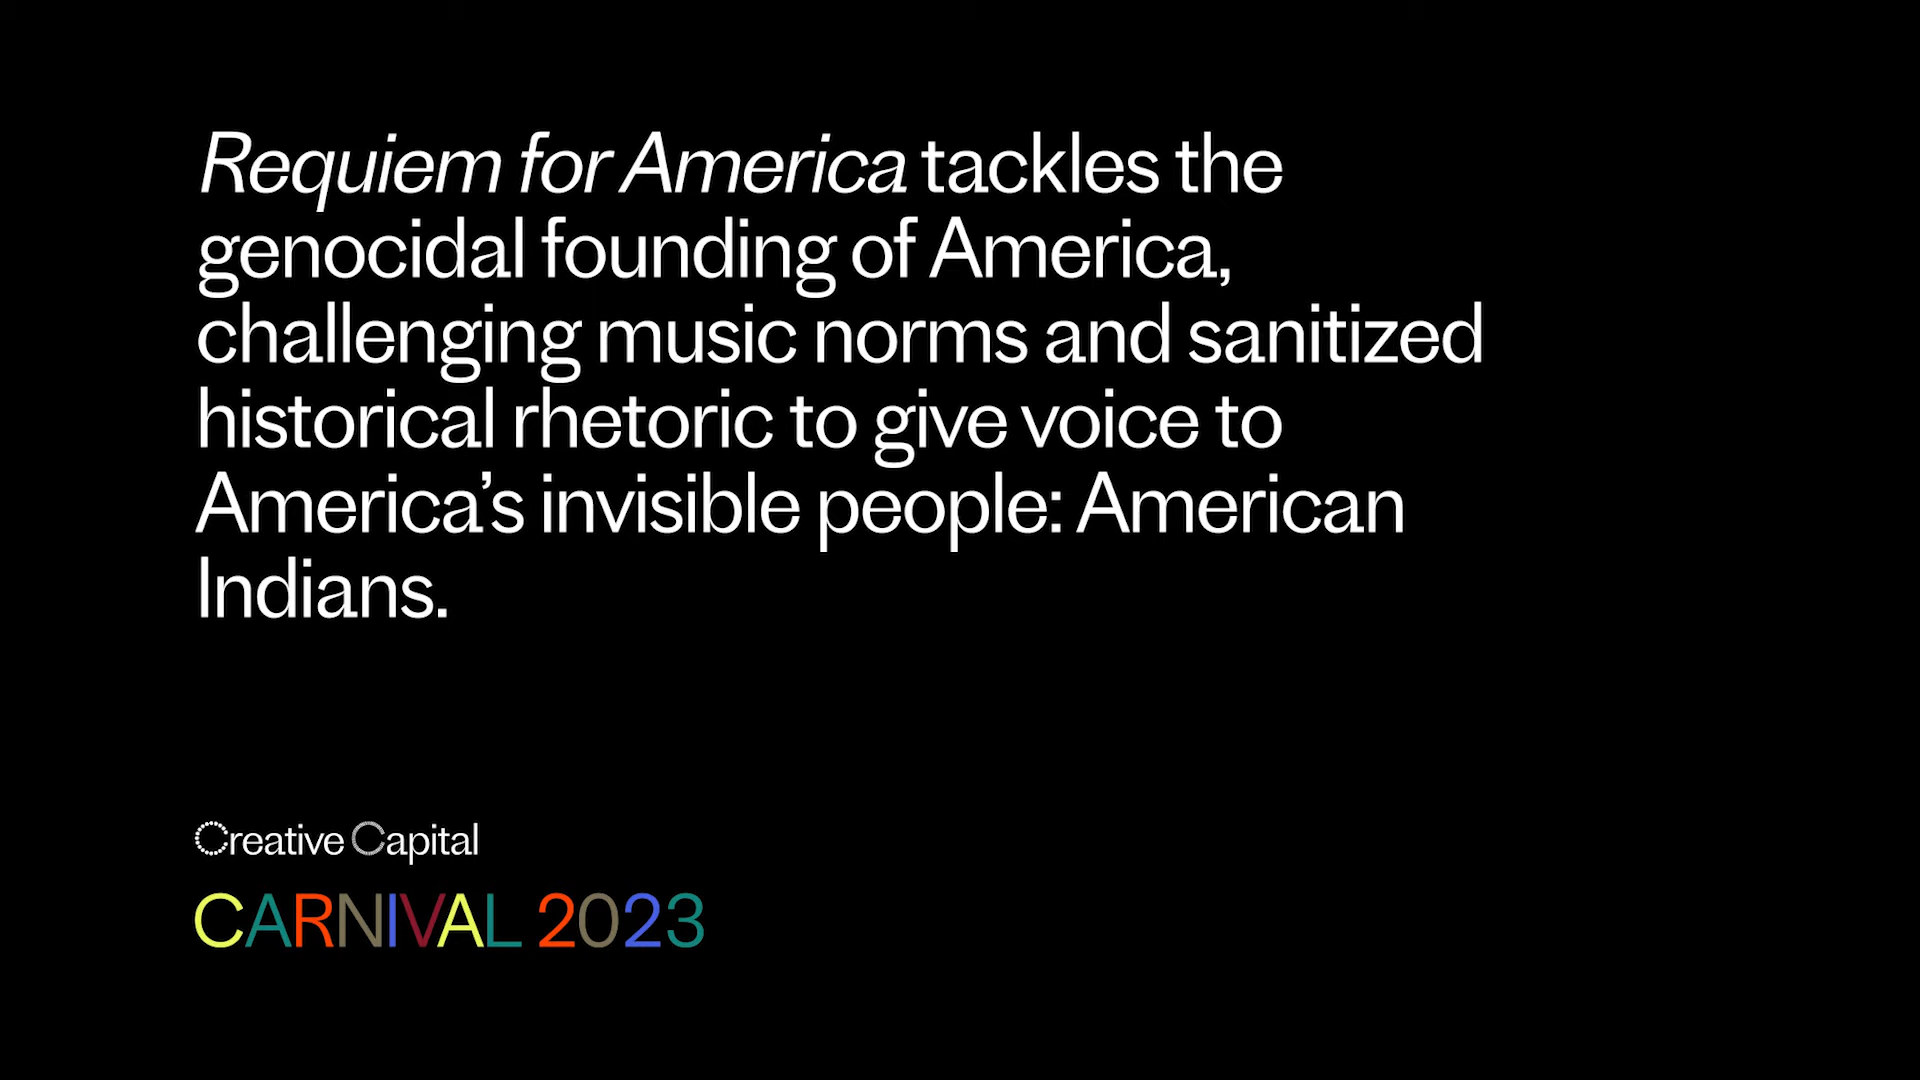 Requiem for America tackles the
genocidal founding of America,
challenging music norms and sanitized
historical rhetoric to give voice to
America’s invisible people: American
Indians.
Creative Capital
CARNIVAL 2023